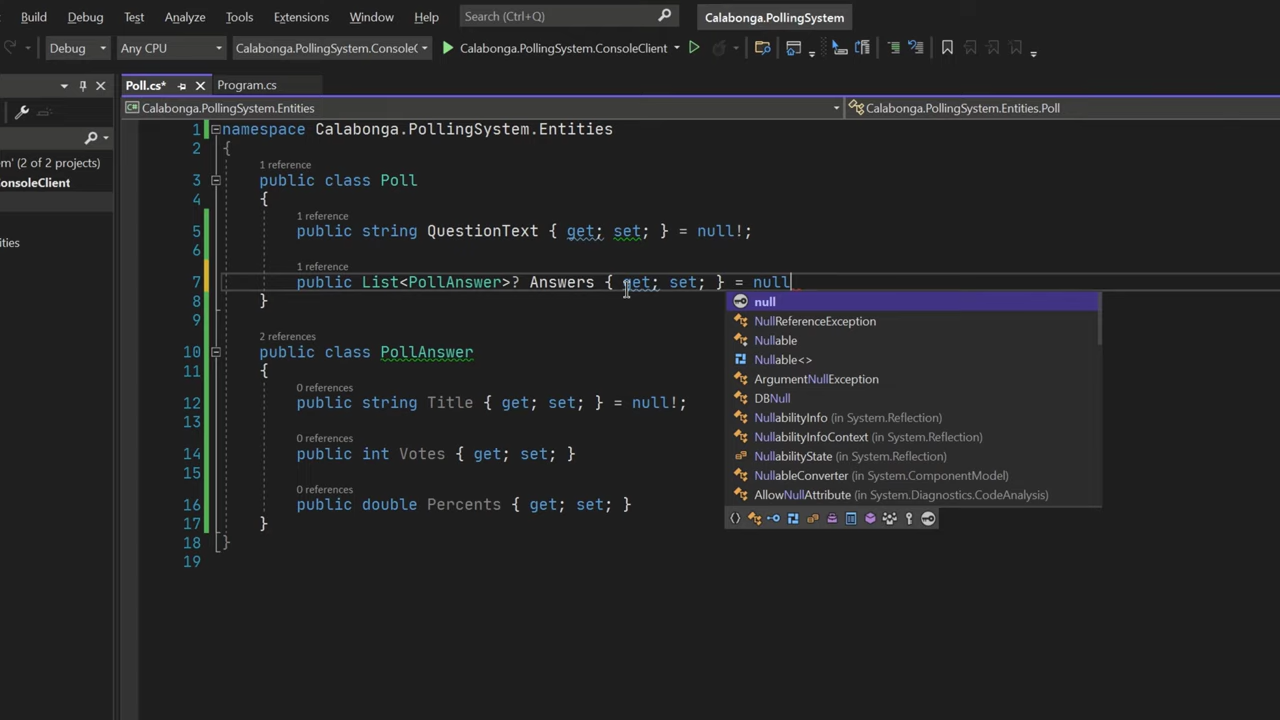 Build Debug Test Analyze Tools Extensions Window Help Search (Ctrl+Q) Calabonga.PollingSystem
Debug Any CPU Calabonga.PollingSystem.Console Calabonga.PollingSystem.ConsoleClient
Poll.cs* Program.cs
Calabonga.PollingSystem.Entities Calabonga.PollingSystem.Entities.Poll
em' (2 of 2 projects)
ConsoleClient
ities
1 namespace Calabonga.PollingSystem.Entities
2 {
1 reference
3 public class Poll
4 {
1 reference
5 public string QuestionText { get; set; } = null!;
6
1 reference
7 public List<PollAnswer>? Answers { get; set; } = null
8 }
9
2 references
10 public class PollAnswer
11 {
0 references
12 public string Title { get; set; } = null!;
13
0 references
14 public int Votes { get; set; }
15
0 references
16 public double Percents { get; set; }
17 }
18 }
19
null
NullReferenceException
Nullable
Nullable<>
ArgumentNullException
DBNull
NullabilityInfo (in System.Reflection)
NullabilityInfoContext (in System.Reflection)
NullabilityState (in System.Reflection)
NullableConverter (in System.ComponentModel)
AllowNullAttribute (in System.Diagnostics.CodeAnalysis)